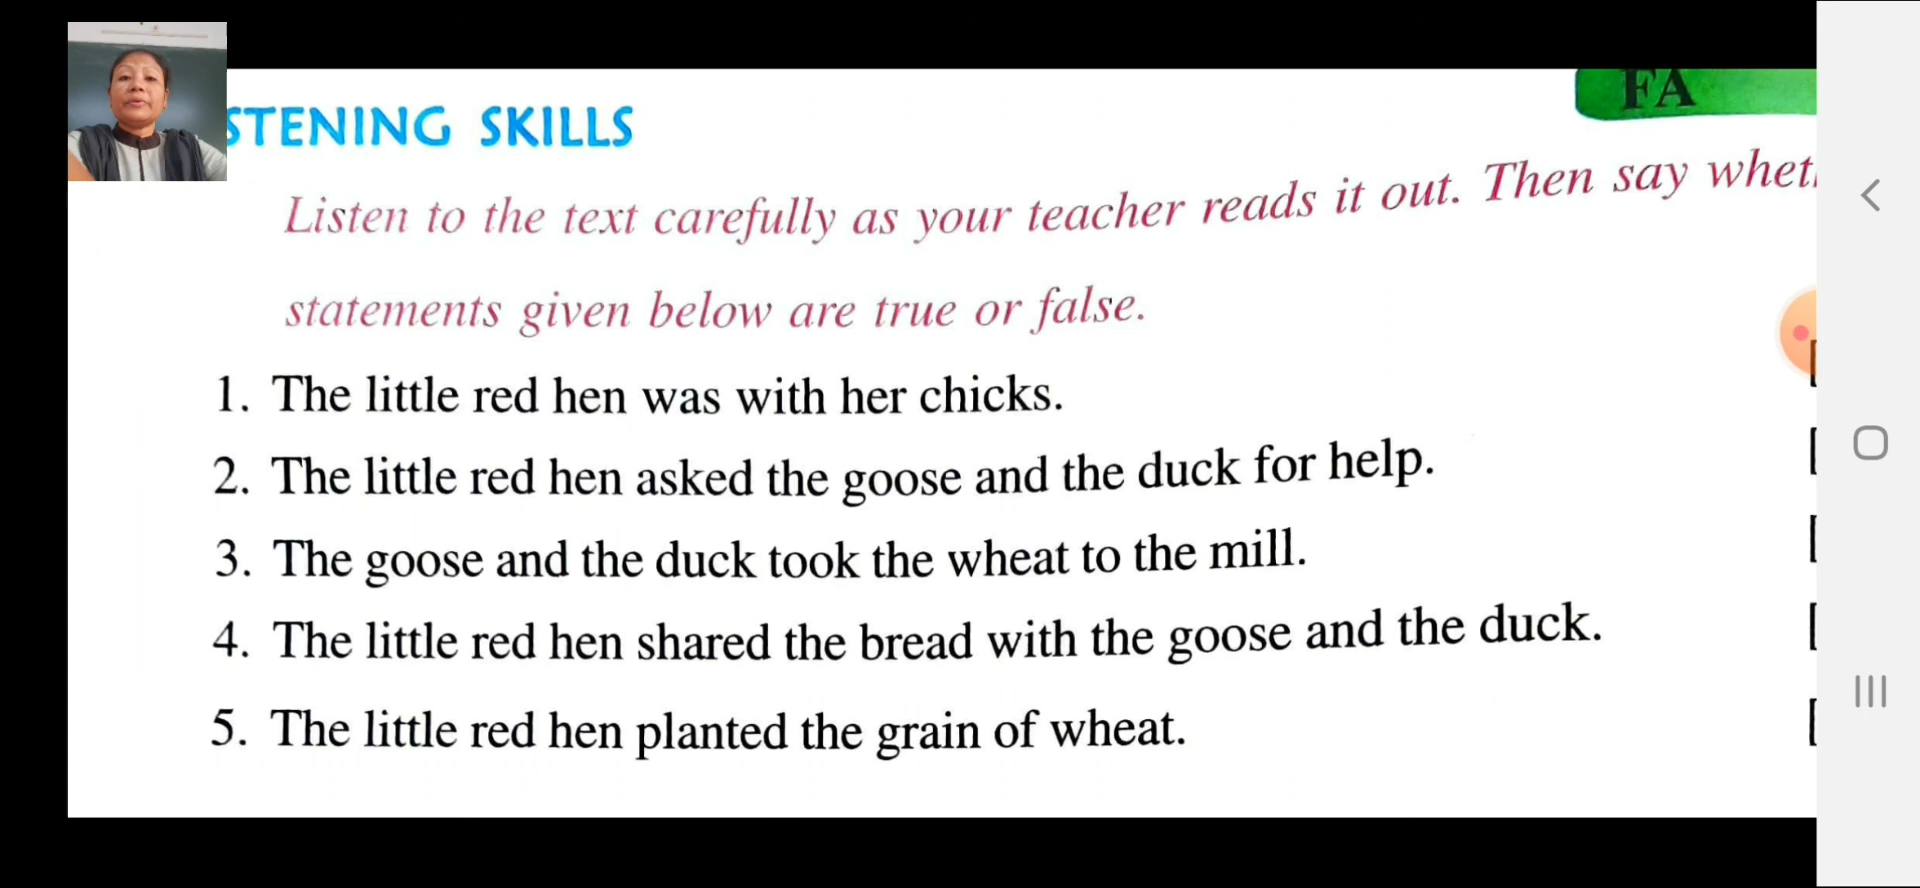 FA
STENING SKILLS
Listen to the text carefully as your teacher reads it out. Then say
statements given below are true or false.
1. The little red hen was with her chicks.
2. The little red hen asked the goose and the duck for help.
3. The goose and the duck took the wheat to the mill.
4. The little red hen shared the bread with the goose and the duck.
5. The little red hen planted the grain of wheat.